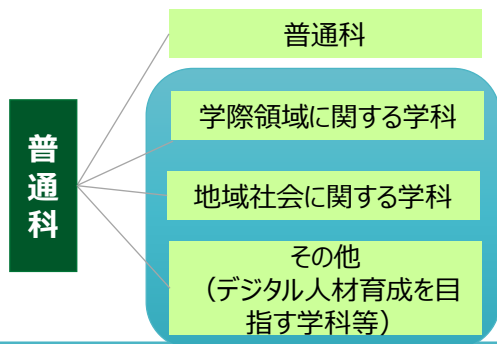 普通科
普通科
学際領域に関する学科
地域社会に関する学科
その他
（デジタル人材育成を目
指す学科等）